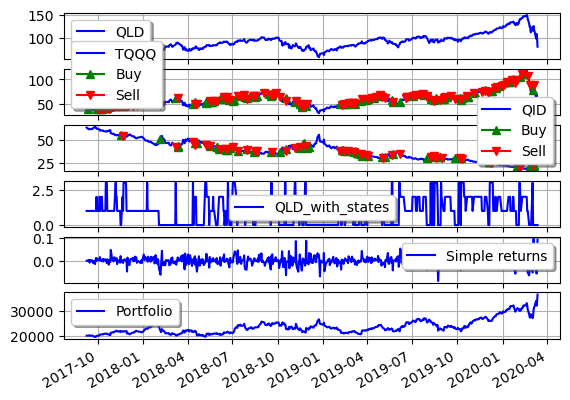 150
100
QLD
100
50
TQQQ
Buy
Sell
50
25
QID
Buy
Sell
2.5
0.0
QLD_with_states
0.1
0.0
Simple returns
30000
20000
Portfolio
2017-10
2018-01
2018-04
2018-07
2018-10
2019-01
2019-04
2019-07
2019-10
2020-01
2020-04